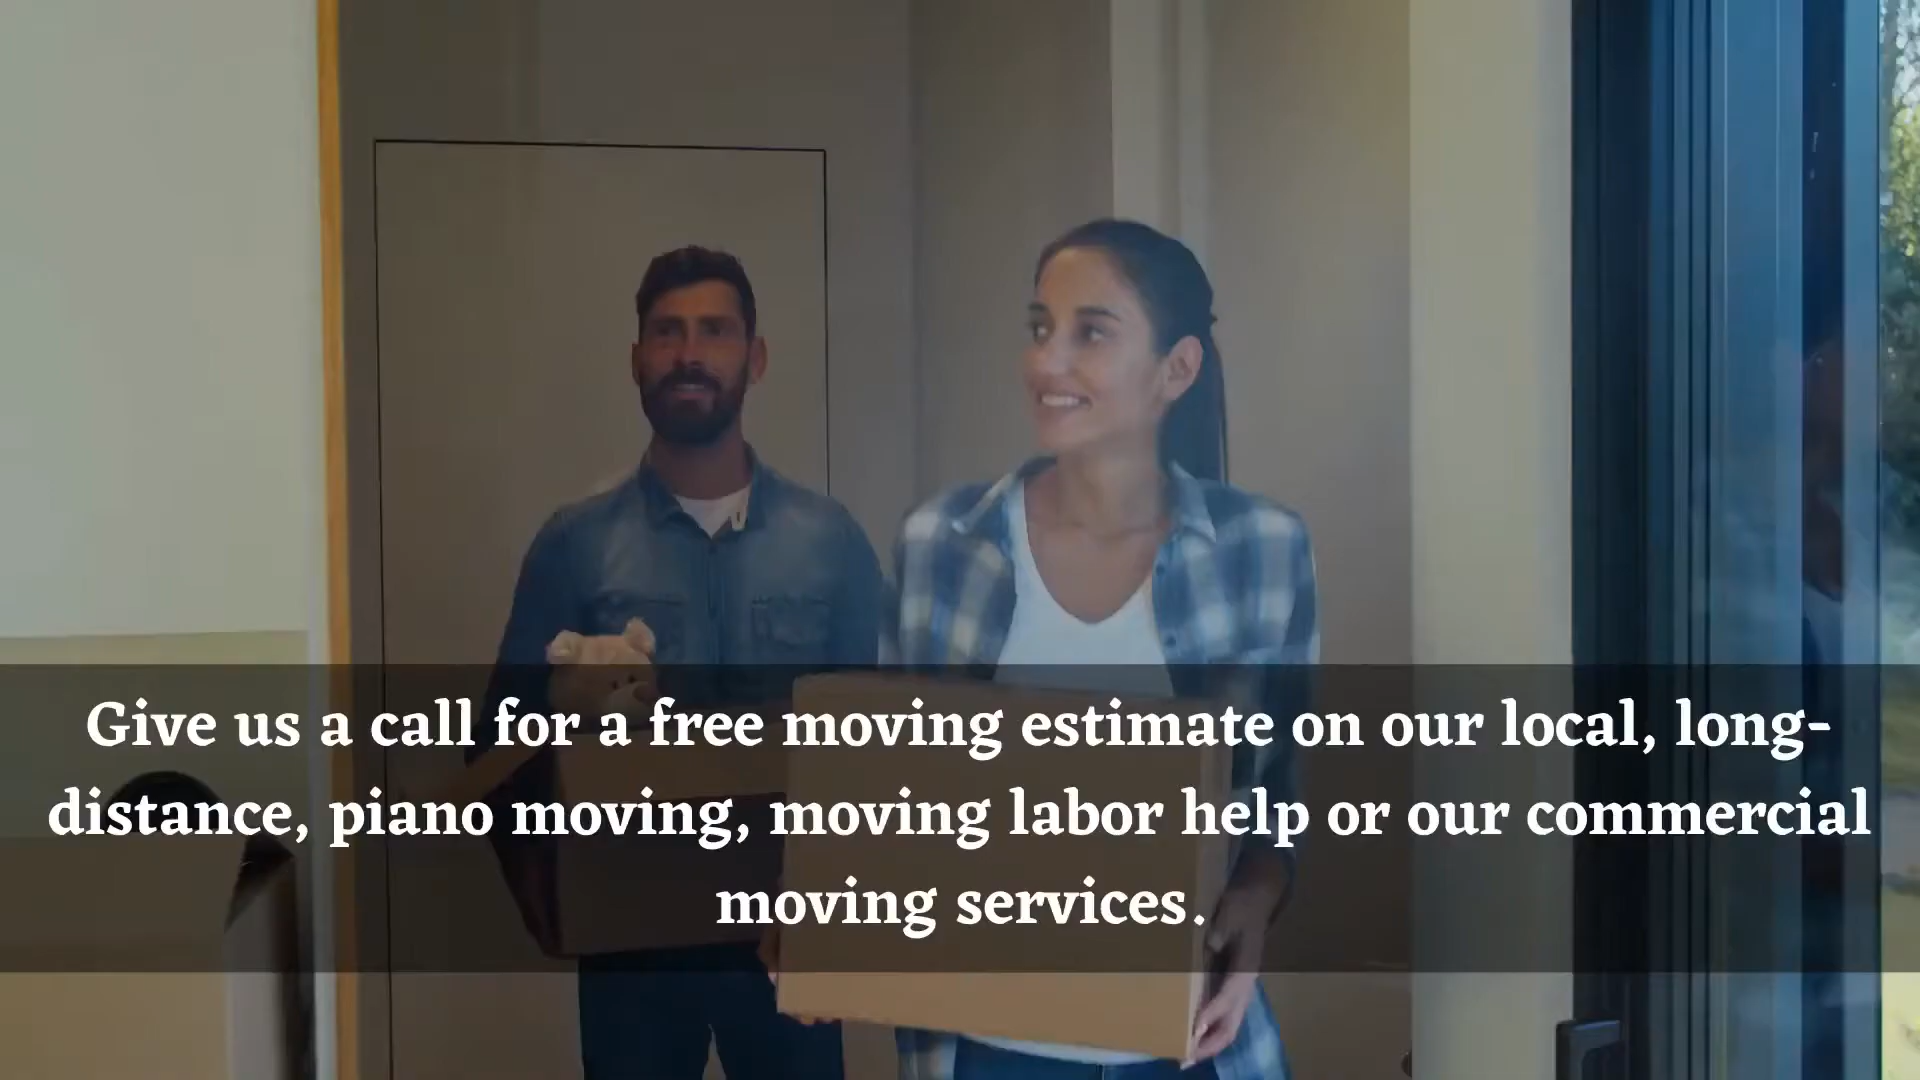 Give us a call for a free moving estimate on our local, long-
distance, piano moving, moving labor help or our commercial
moving services.